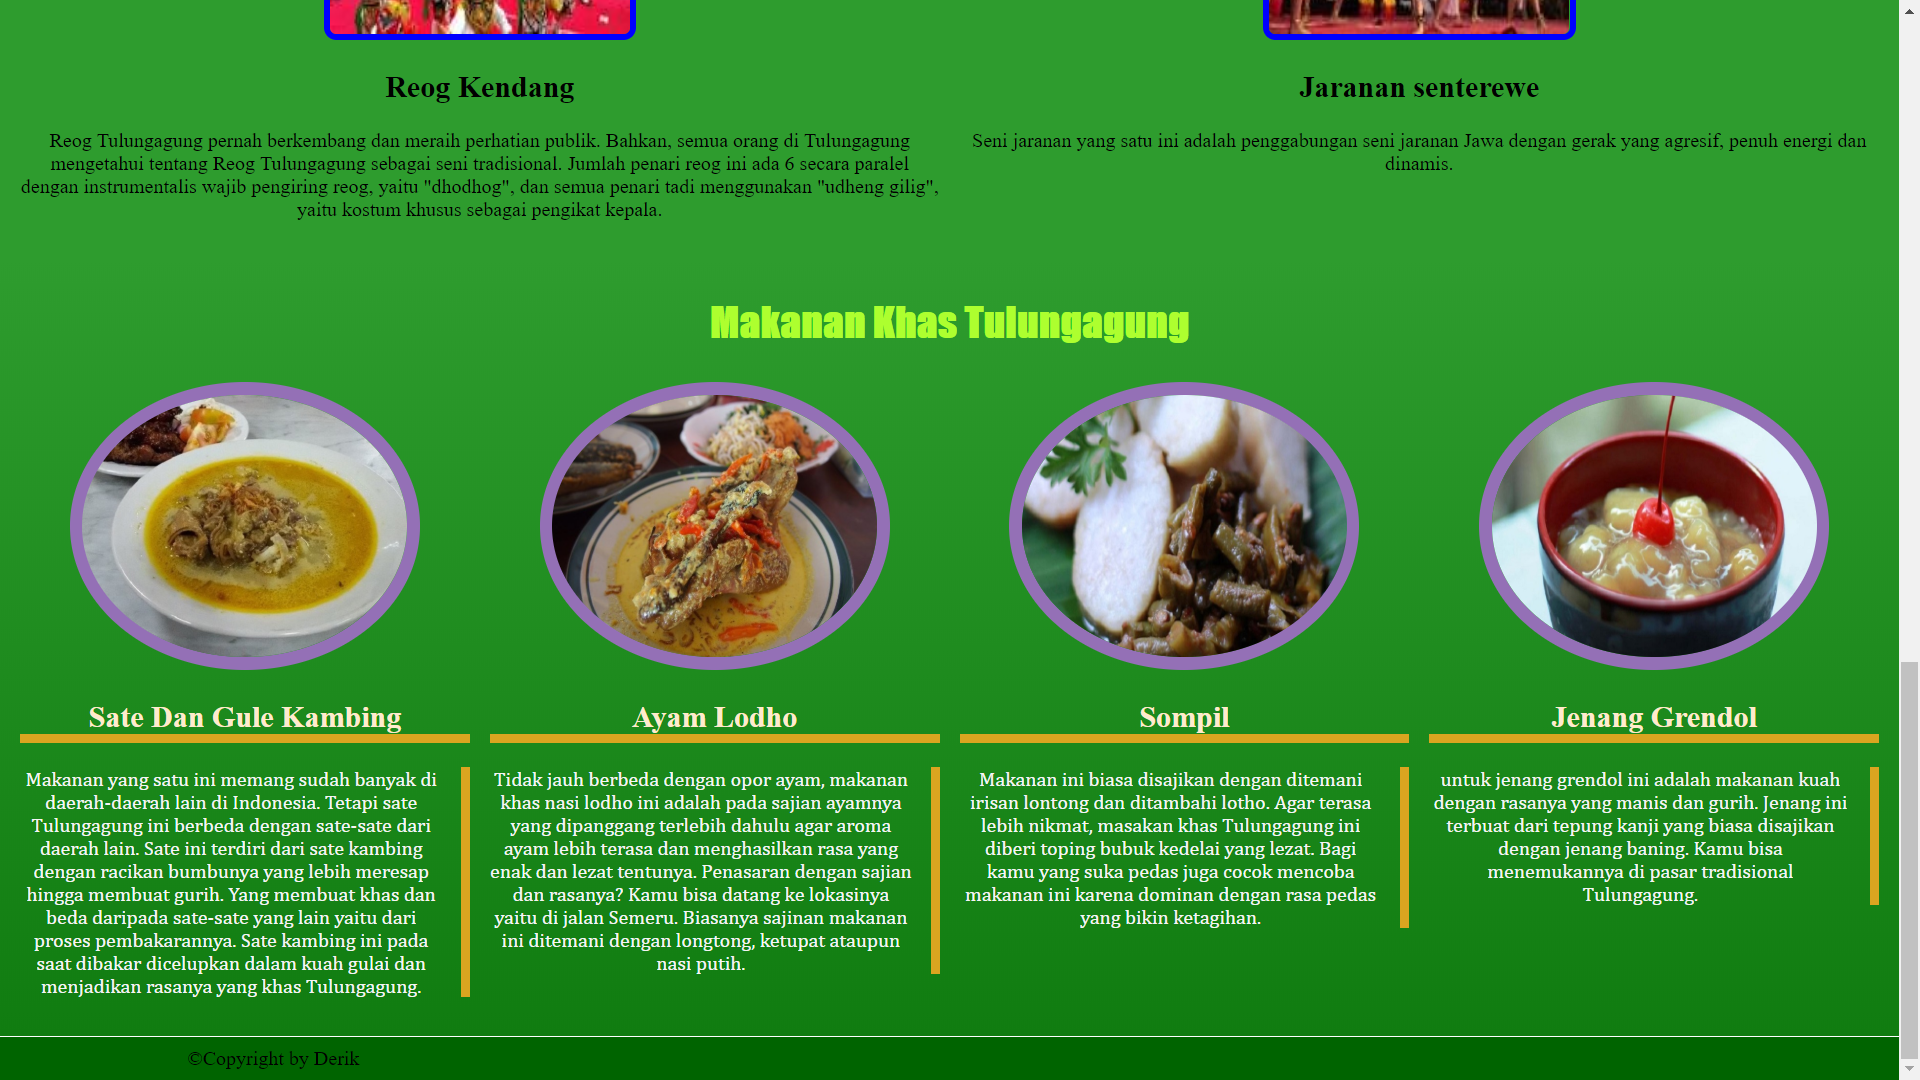 Reog Kendang
Reog Tulungagung pernah berkembang dan meraih perhatian publik. Bahkan, semua orang di Tulungagung
mengetahui tentang Reog Tulungagung sebagai seni tradisional. Jumlah penari reog ini ada 6 secara paralel
dengan instrumentalis wajib pengiring reog, yaitu "dhodhog", dan semua penari tadi menggunakan "udheng gilig",
yaitu kostum khusus sebagai pengikat kepala.
Jaranan senterewe
Seni jaranan yang satu ini adalah penggabungan seni jaranan Jawa dengan gerak yang agresif, penuh energi dan
dinamis.
Makanan Khas Tulungagung
Sate Dan Gule Kambing
Makanan yang satu ini memang sudah banyak di
daerah-daerah lain di Indonesia. Tetapi sate
Tulungagung ini berbeda dengan sate-sate dari
daerah lain. Sate ini terdiri dari sate kambing
dengan racikan bumbunya yang lebih meresap
hingga membuat gurih. Yang membuat khas dan
beda daripada sate-sate yang lain yaitu dari
proses pembakarannya. Sate kambing ini pada
saat dibakar dicelupkan dalam kuah gulai dan
menjadikan rasanya yang khas Tulungagung.
Ayam Lodho
Tidak jauh berbeda dengan opor ayam, makanan
khas nasi lodho ini adalah pada sajian ayamnya
yang dipanggang terlebih dahulu agar aroma
ayam lebih terasa dan menghasilkan rasa yang
enak dan lezat tentunya. Penasaran dengan sajian
dan rasanya? Kamu bisa datang ke lokasinya
yaitu di jalan Semeru. Biasanya sajinan makanan
ini ditemani dengan longtong, ketupat ataupun
nasi putih.
Sompil
Makanan ini biasa disajikan dengan ditemani
irisan lontong dan ditambahi lotho. Agar terasa
lebih nikmat, masakan khas Tulungagung ini
diberi toping bubuk kedelai yang lezat. Bagi
kamu yang suka pedas juga cocok mencoba
makanan ini karena dominan dengan rasa pedas
yang bikin ketagihan.
Jenang Grendol
untuk jenang grendol ini adalah makanan kuah
dengan rasanya yang manis dan gurih. Jenang ini
terbuat dari tepung kanji yang biasa disajikan
dengan jenang baning. Kamu bisa
menemukannya di pasar tradisional
Tulungagung.
©Copyright by Derik